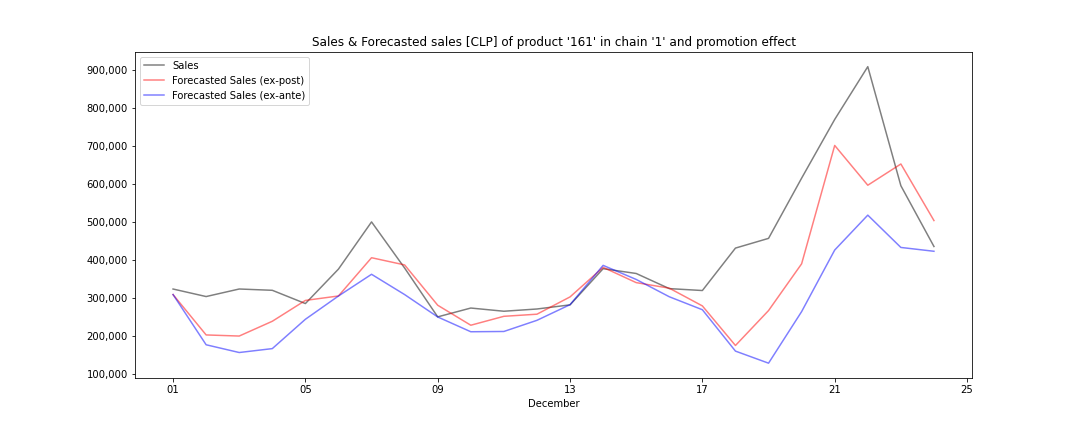 Sales & Forecasted sales [CLP] of product '161' in chain '1' and promotion effect
Sales
Forecasted Sales (ex-post)
Forecasted Sales (ex-ante)
900,000
800,000
700,000
600,000
500,000
400,000
300,000
200,000
100,000
01 05 09 13 17 21 25
December